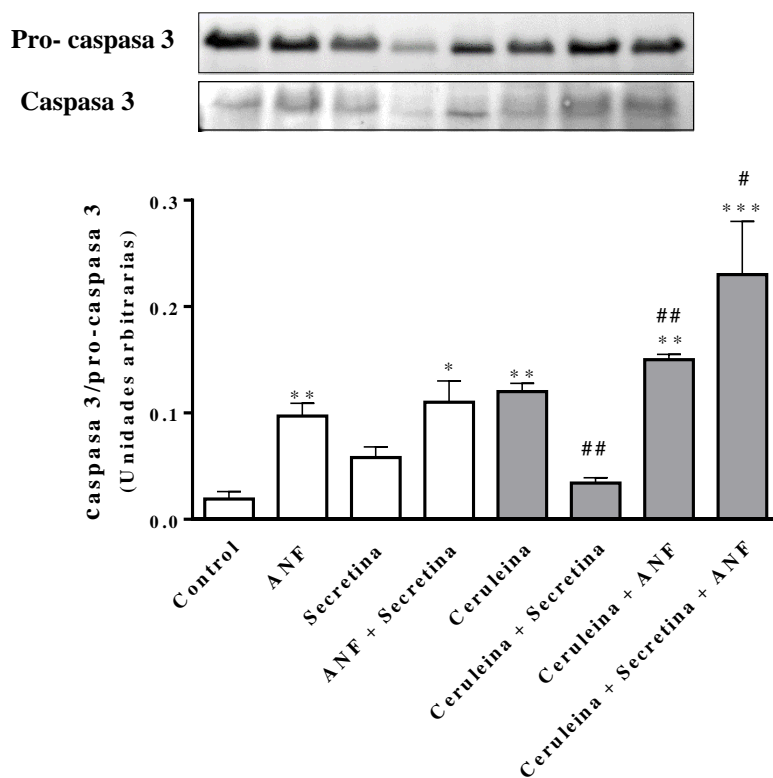 Pro- caspasa 3
Caspasa 3
caspasa 3/pro-caspasa 3
(Unidades arbitrarias)
0.3
0.2
0.1
0.0
**
*
**
##
##
**
#
***
Control
ANF
Secretina
ANF + Secretina
Ceruleina
Ceruleina + Secretina
Ceruleina + ANF
Ceruleina + Secretina + ANF